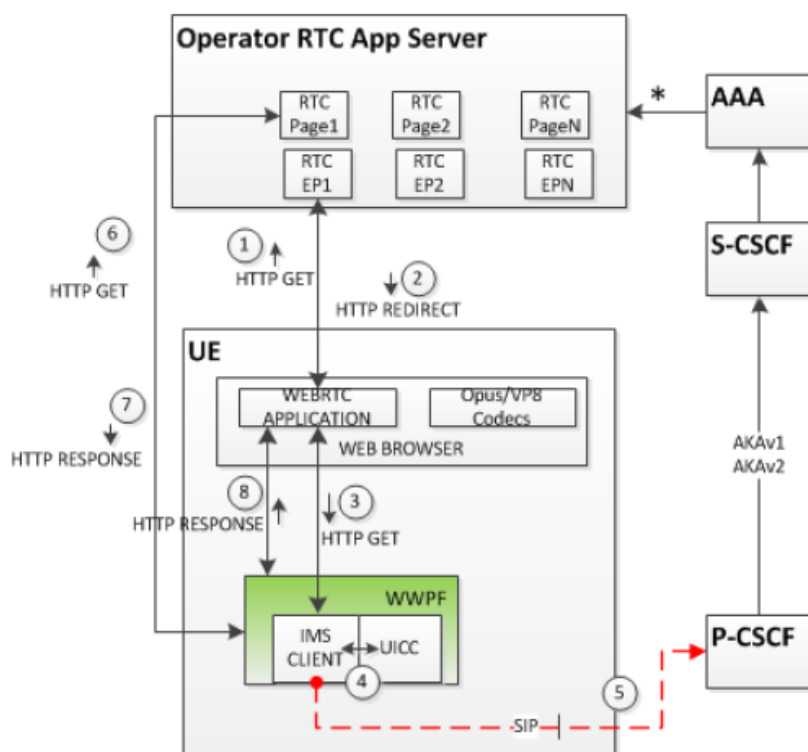 Operator RTC App Server
RTC
Page1
RTC
Page2
RTC
PageN
RTC
EP1
RTC
EP2
RTC
EPN
*
AAA
S-CSCF
6
HTTP GET
1
HTTP GET
2
HTTP REDIRECT
UE
WEBRTC
APPLICATION
Opus/VP8
Codecs
WEB BROWSER
7
HTTP RESPONSE
8
HTTP RESPONSE
3
HTTP GET
AKAv1
AKAv2
WWPF
IMS
CLIENT
UICC
4
5
SIP
P-CSCF